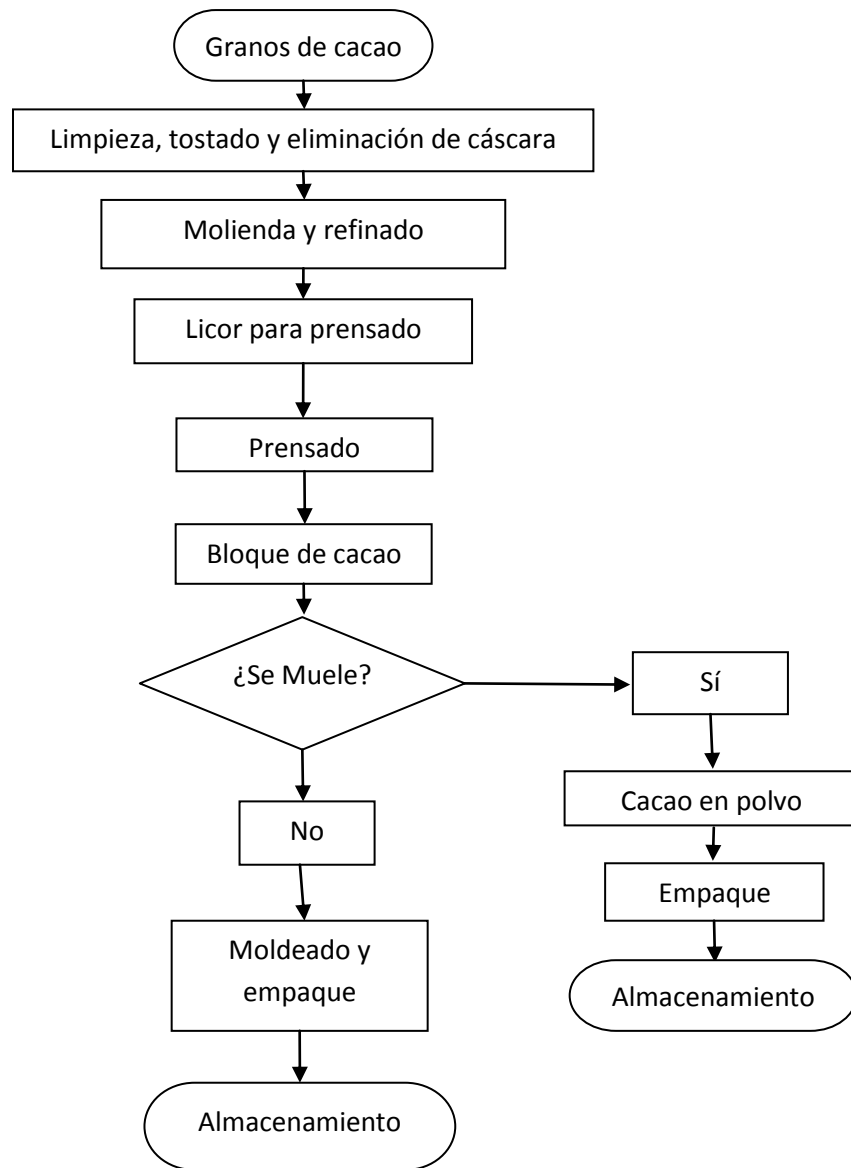 Granos de cacao
Limpieza, tostado y eliminación de cáscara
Molienda y refinado
Licor para prensado
Prensado
Bloque de cacao
¿Se Muele?
Sí
Cacao en polvo
Empaque
Almacenamiento
No
Moldeado y
empaque
Almacenamiento